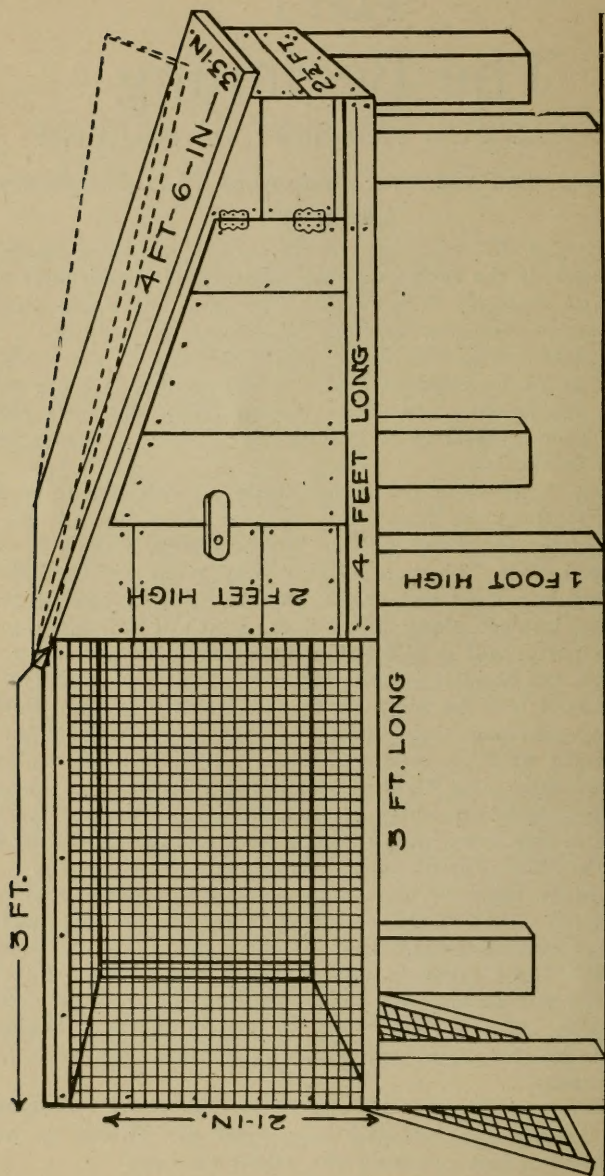 3 FT.
4 FT-6-IN
33-IN.
2½ FT.
2 FEET HIGH
4-FEET LONG
1 FOOT HIGH
3 FT. LONG
21-IN,